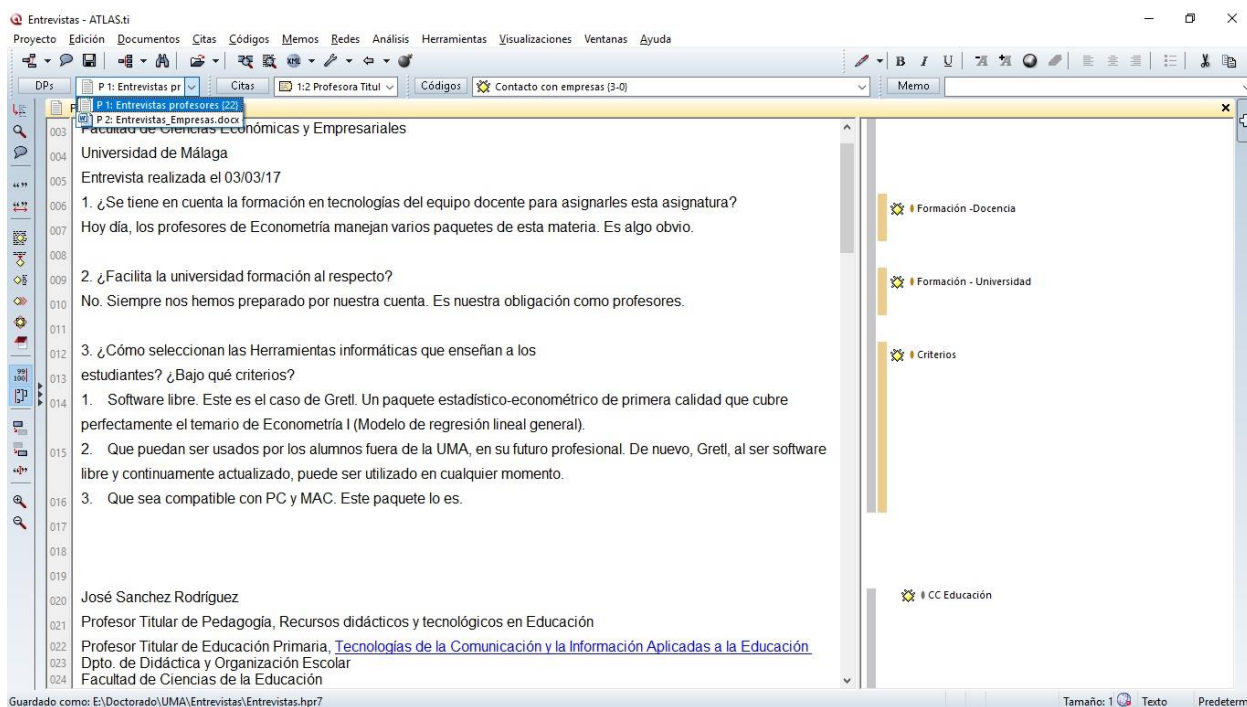 Entrevistas - ATLAS.ti
Proyecto Edición Documentos Citas Códigos Memos Redes Análisis Herramientas Visualizaciones Ventanas Ayuda
B I U
DPs P 1: Entrevistas pr Citas 1:2 Profesora Titul Códigos Contacto con empresas {3-0} Memo
P 1: Entrevistas profesores {22}
P 2: Entrevistas_Empresas.docx
003 Facultad de Ciencias Económicas y Empresariales
004 Universidad de Málaga
005 Entrevista realizada el 03/03/17
006 1. ¿Se tiene en cuenta la formación en tecnologías del equipo docente para asignarles esta asignatura? Formación -Docencia
007 Hoy día, los profesores de Econometría manejan varios paquetes de esta materia. Es algo obvio.
008
009 2. ¿Facilita la universidad formación al respecto? Formación - Universidad
010 No. Siempre nos hemos preparado por nuestra cuenta. Es nuestra obligación como profesores.
011
012 3. ¿Cómo seleccionan las Herramientas informáticas que enseñan a los Criterios
013 estudiantes? ¿Bajo qué criterios?
014 1. Software libre. Este es el caso de Gretl. Un paquete estadístico-econométrico de primera calidad que cubre
perfectamente el temario de Econometría I (Modelo de regresión lineal general).
015 2. Que puedan ser usados por los alumnos fuera de la UMA, en su futuro profesional. De nuevo, Gretl, al ser software
libre y continuamente actualizado, puede ser utilizado en cualquier momento.
016 3. Que sea compatible con PC y MAC. Este paquete lo es.
017
018
019
020 José Sanchez Rodríguez CC Educación
021 Profesor Titular de Pedagogía, Recursos didácticos y tecnológicos en Educación
022 Profesor Titular de Educación Primaria, Tecnologías de la Comunicación y la Información Aplicadas a la Educación
023 Dpto. de Didáctica y Organización Escolar
024 Facultad de Ciencias de la Educación
Guardado como: E:\Doctorado\UMA\Entrevistas\Entrevistas.hpr7 Tamaño: 1 Texto Predeterm